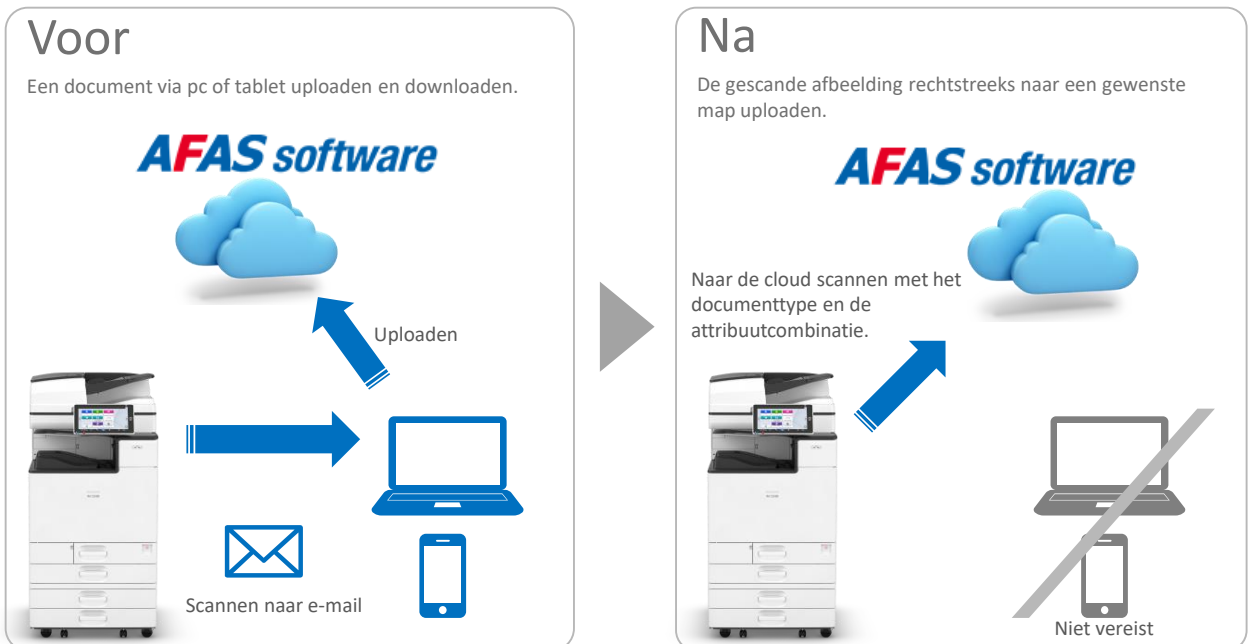 Voor
Een document via pc of tablet uploaden en downloaden.
AFAS software
Uploaden
Scannen naar e-mail
Na
De gescande afbeelding rechtstreeks naar een gewenste
map uploaden.
AFAS software
Naar de cloud scannen met het
documenttype en de
attribuutcombinatie.
Niet vereist